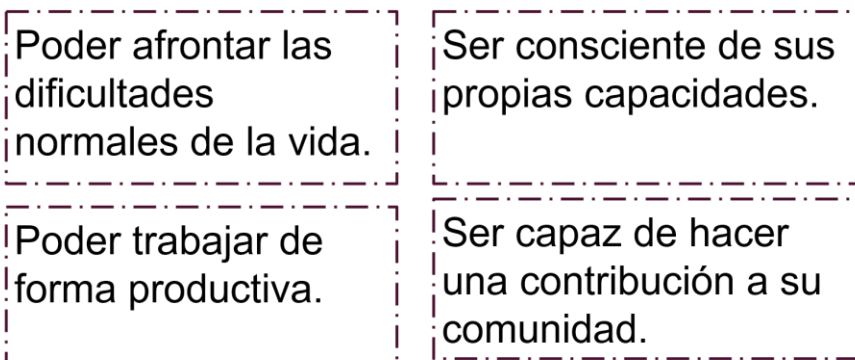 Poder afrontar las
dificultades
normales de la vida.
Ser consciente de sus
propias capacidades.
Poder trabajar de
forma productiva.
Ser capaz de hacer
una contribución a su
comunidad.